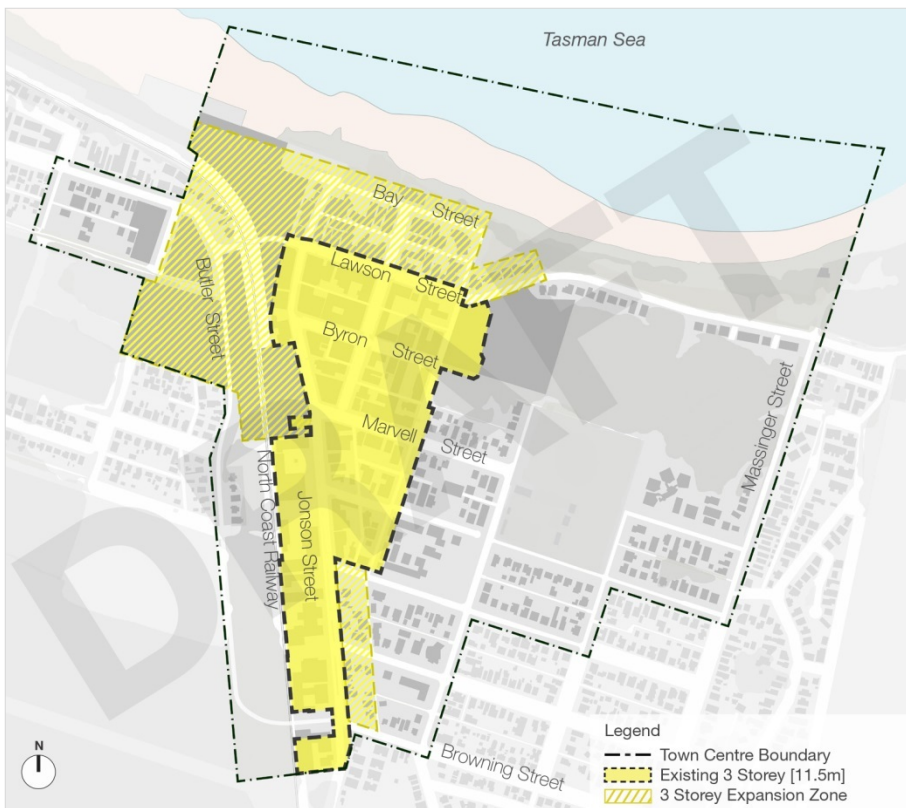 Tasman Sea
Bay Street
Lawson Street
Butler Street
Byron Street
Marvell Street
Massinger Street
North Coast Railway
Jonson Street
Browning Street
DRAFT
N
Legend
Town Centre Boundary
Existing 3 Storey [11.5m]
3 Storey Expansion Zone